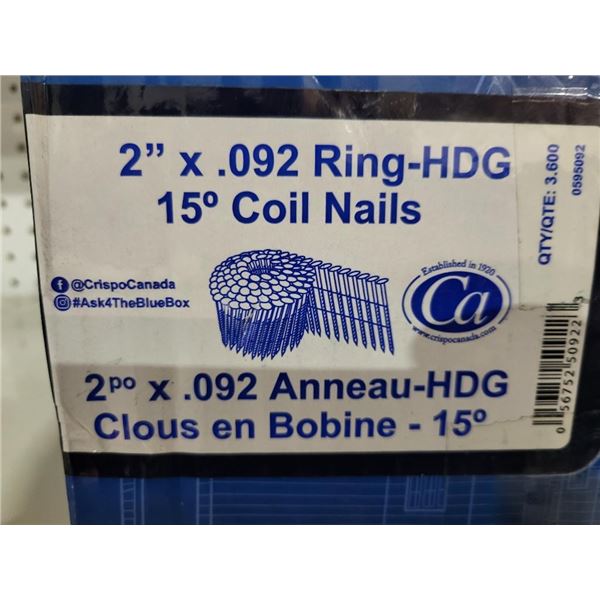 2” x .092 Ring-HDG
15º Coil Nails
@CrispoCanada
#Ask4TheBlueBox
Established in 1920
Ca
www.crispocanada.com
2po x .092 Anneau-HDG
Clous en Bobine - 15º
QTY/QTE: 3.600
0595092
0 56752 50922 3